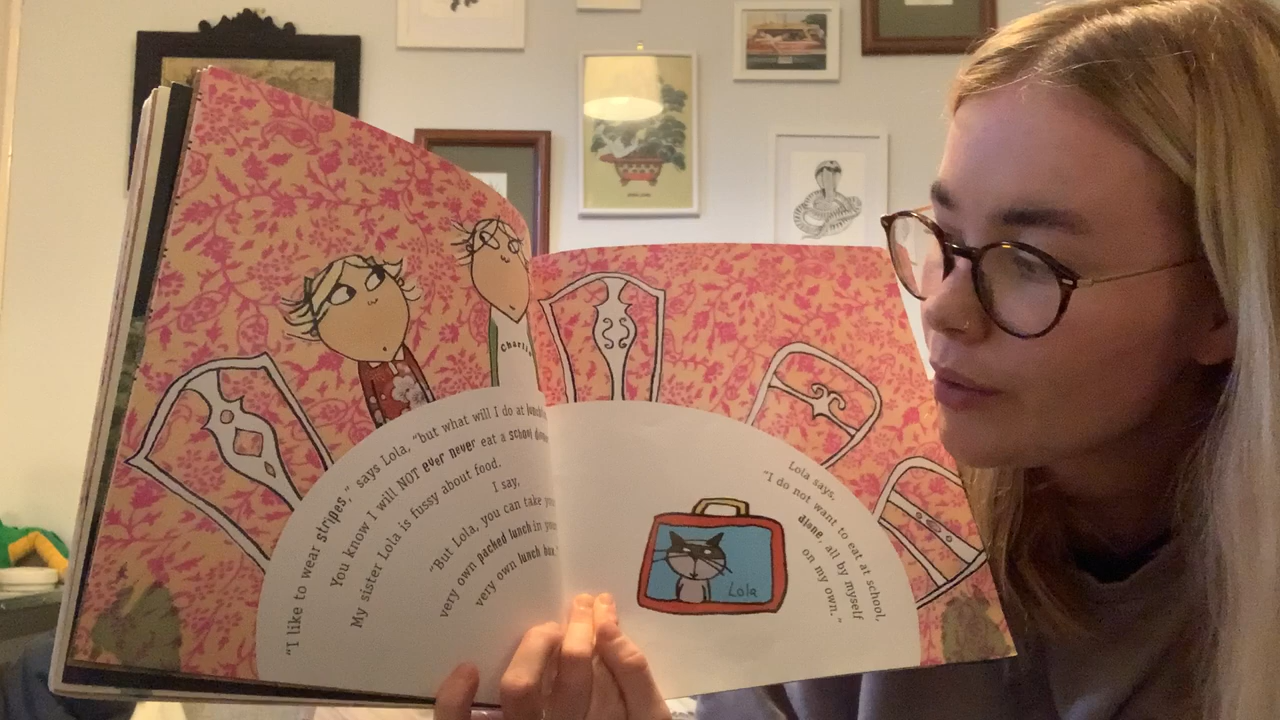 Charlie
"I like to wear stripes," says Lola, "but what will I do at lunch
You know I will NOT ever never eat a school
My sister Lola is fussy about food.
I say,
"But Lola, you can take your
very own packed lunch in your
very own lunch box."
Lola
Lola says,
"I do not want to eat at school,
alone, all by myself
on my own."